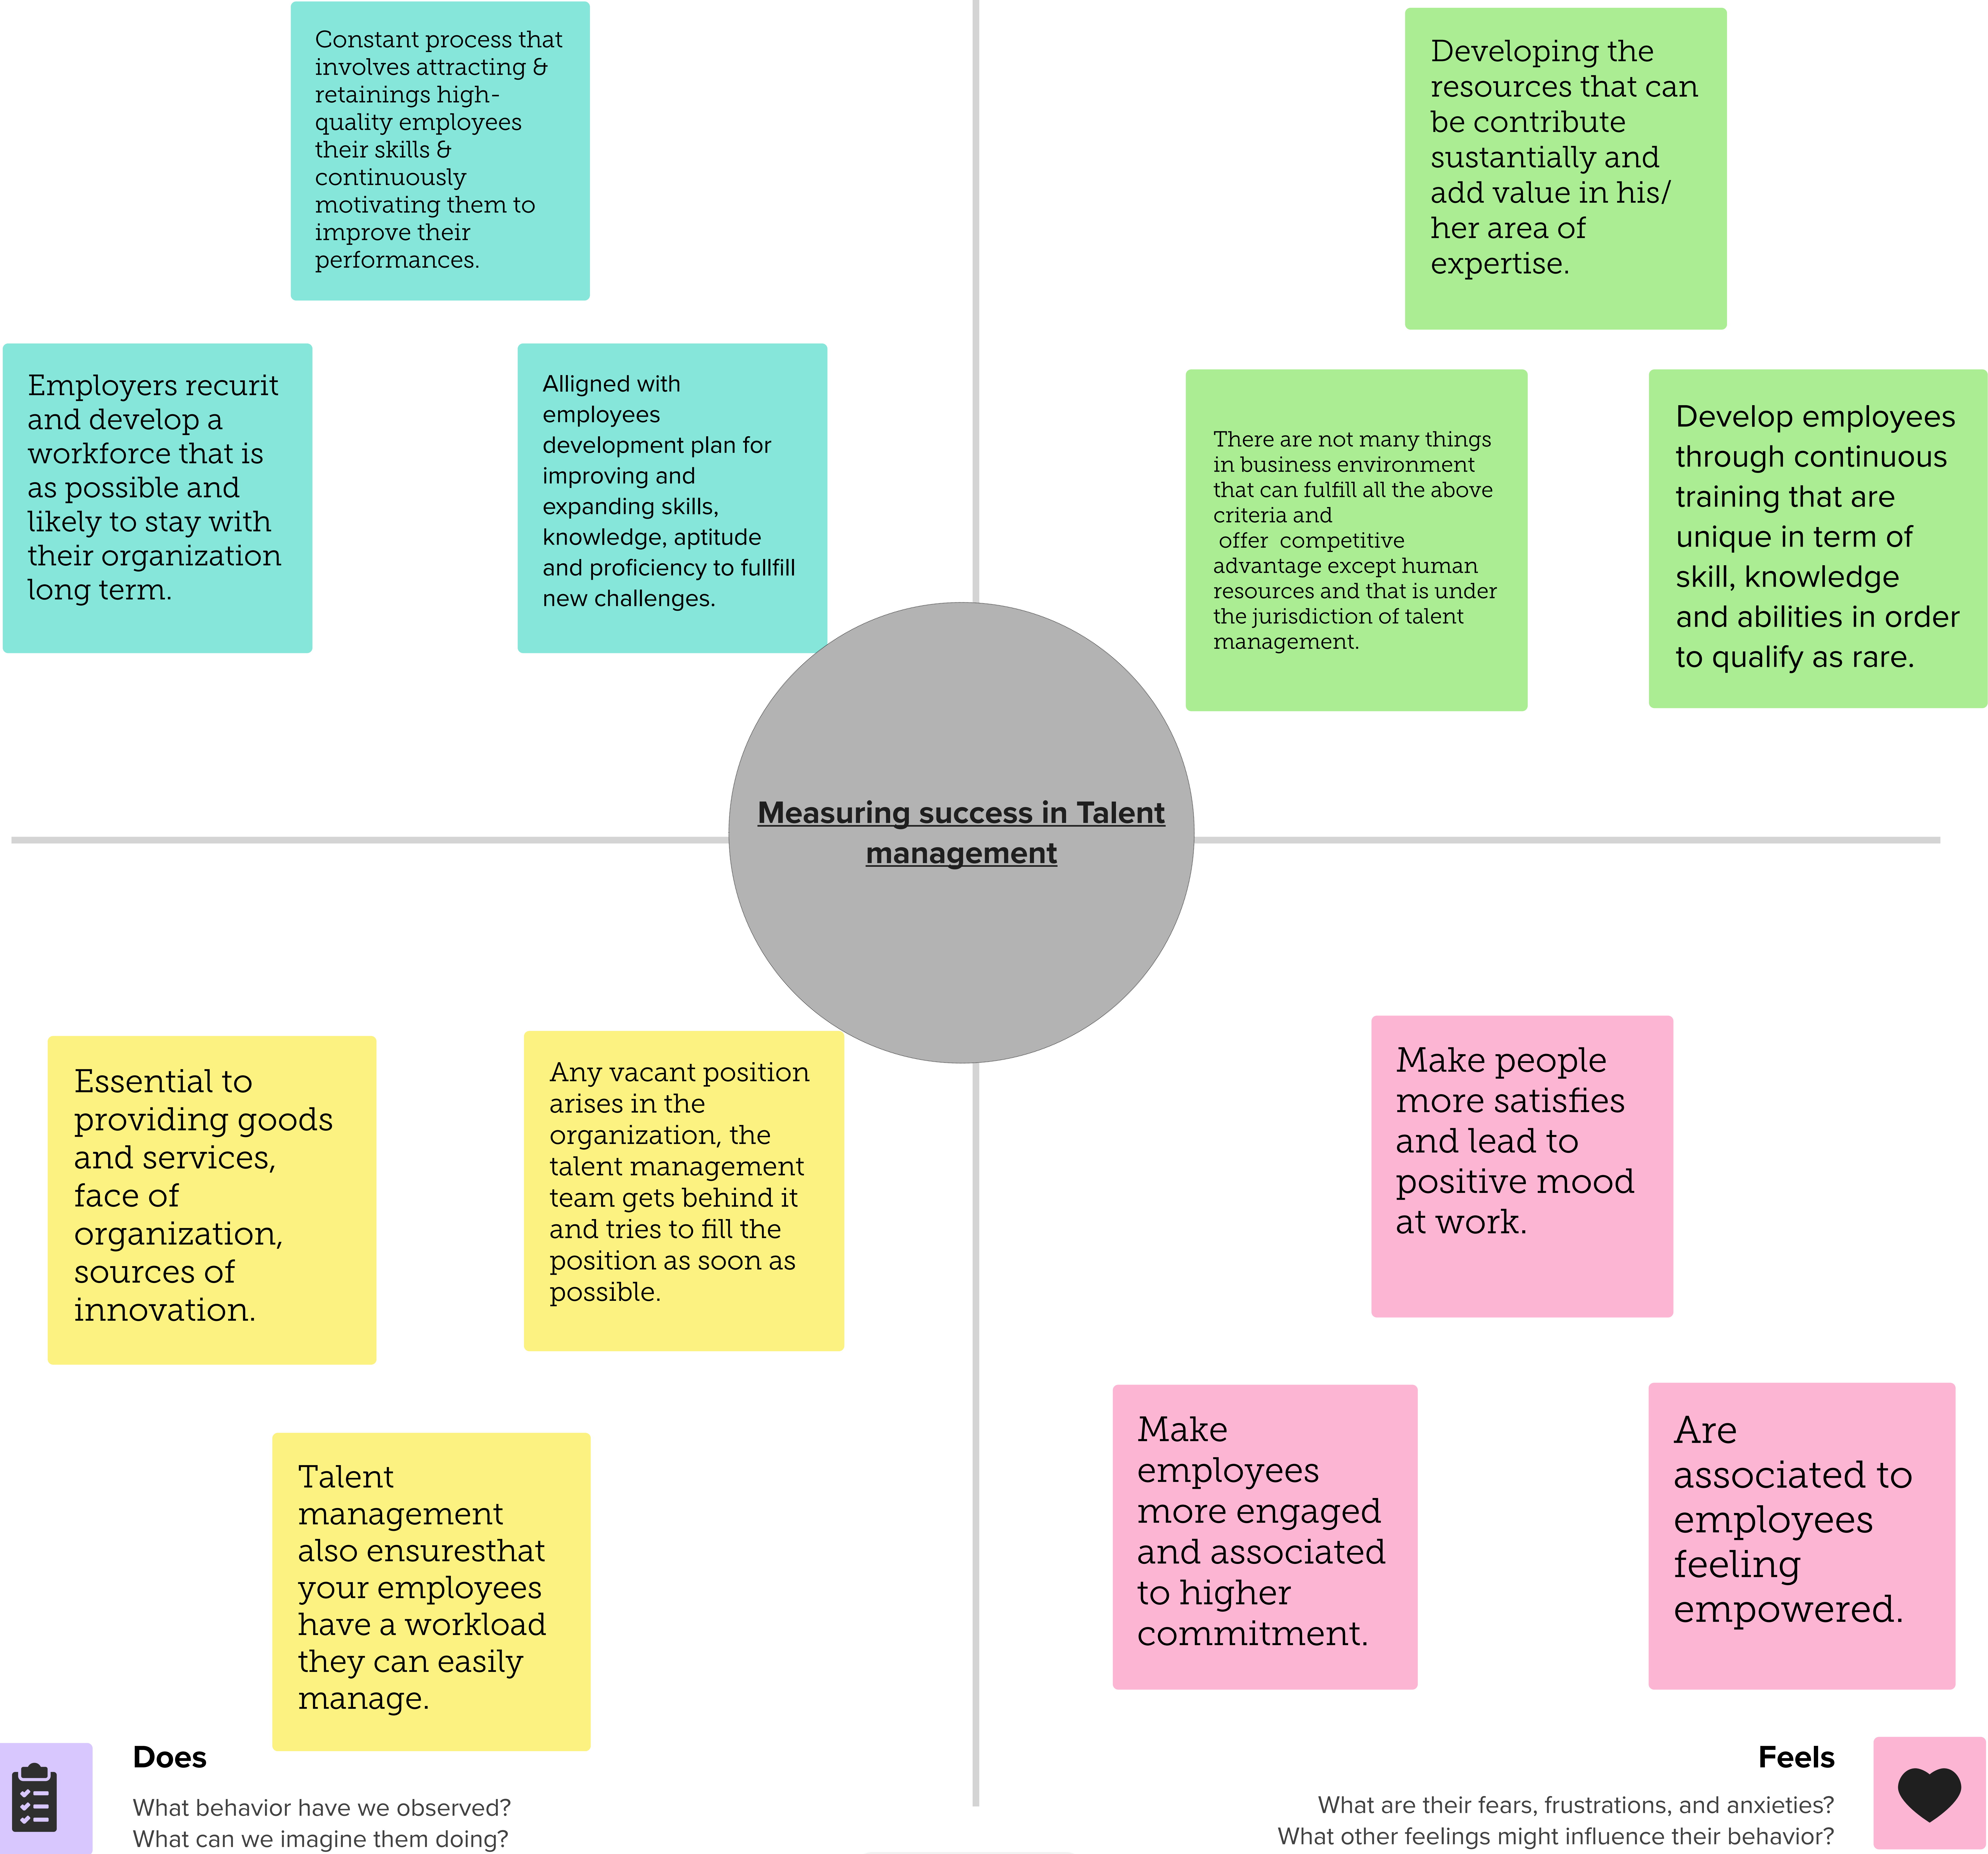 Constant process that
involves attracting &
retainings high-
quality employees
their skills &
continuously
motivating them to
improve their
performances.
Employers recurit
and develop a
workforce that is
as possible and
likely to stay with
their organization
long term.
Alligned with
employees
development plan for
improving and
expanding skills,
knowledge, aptitude
and proficiency to fullfill
new challenges.
Developing the
resources that can
be contribute
sustantially and
add value in his/
her area of
expertise.
There are not many things
in business environment
that can fulfill all the above
criteria and
offer competitive
advantage except human
resources and that is under
the jurisdiction of talent
management.
Develop employees
through continuous
training that are
unique in term of
skill, knowledge
and abilities in order
to qualify as rare.
Measuring success in Talent
management
Essential to
providing goods
and services,
face of
organization,
sources of
innovation.
Any vacant position
arises in the
organization, the
talent management
team gets behind it
and tries to fill the
position as soon as
possible.
Talent
management
also ensuresthat
your employees
have a workload
they can easily
manage.
Make people
more satisfies
and lead to
positive mood
at work.
Make
employees
more engaged
and associated
to higher
commitment.
Are
associated to
employees
feeling
empowered.
Does
What behavior have we observed?
What can we imagine them doing?
Feels
What are their fears, frustrations, and anxieties?
What other feelings might influence their behavior?